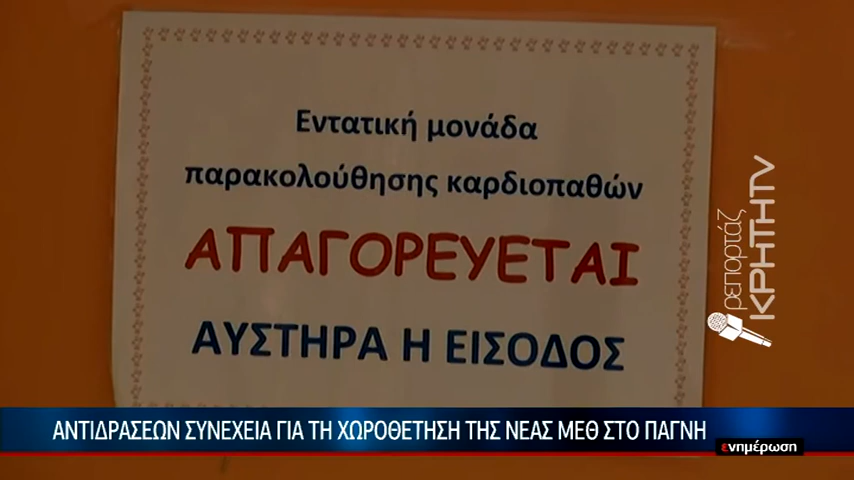 Εντατική μονάδα
παρακολούθησης καρδιοπαθών
ΑΠΑΓΟΡΕΥΕΤΑΙ
ΑΥΣΤΗΡΑ Η ΕΙΣΟΔΟΣ
ρεπορτάζ
ΚΡΗΤΗTV
ΑΝΤΙΔΡΑΣΕΩΝ ΣΥΝΕΧΕΙΑ ΓΙΑ ΤΗ ΧΩΡΟΘΕΤΗΣΗ ΤΗΣ ΝΕΑΣ ΜΕΘ ΣΤΟ ΠΑΓΝΗ
ενημέρωση